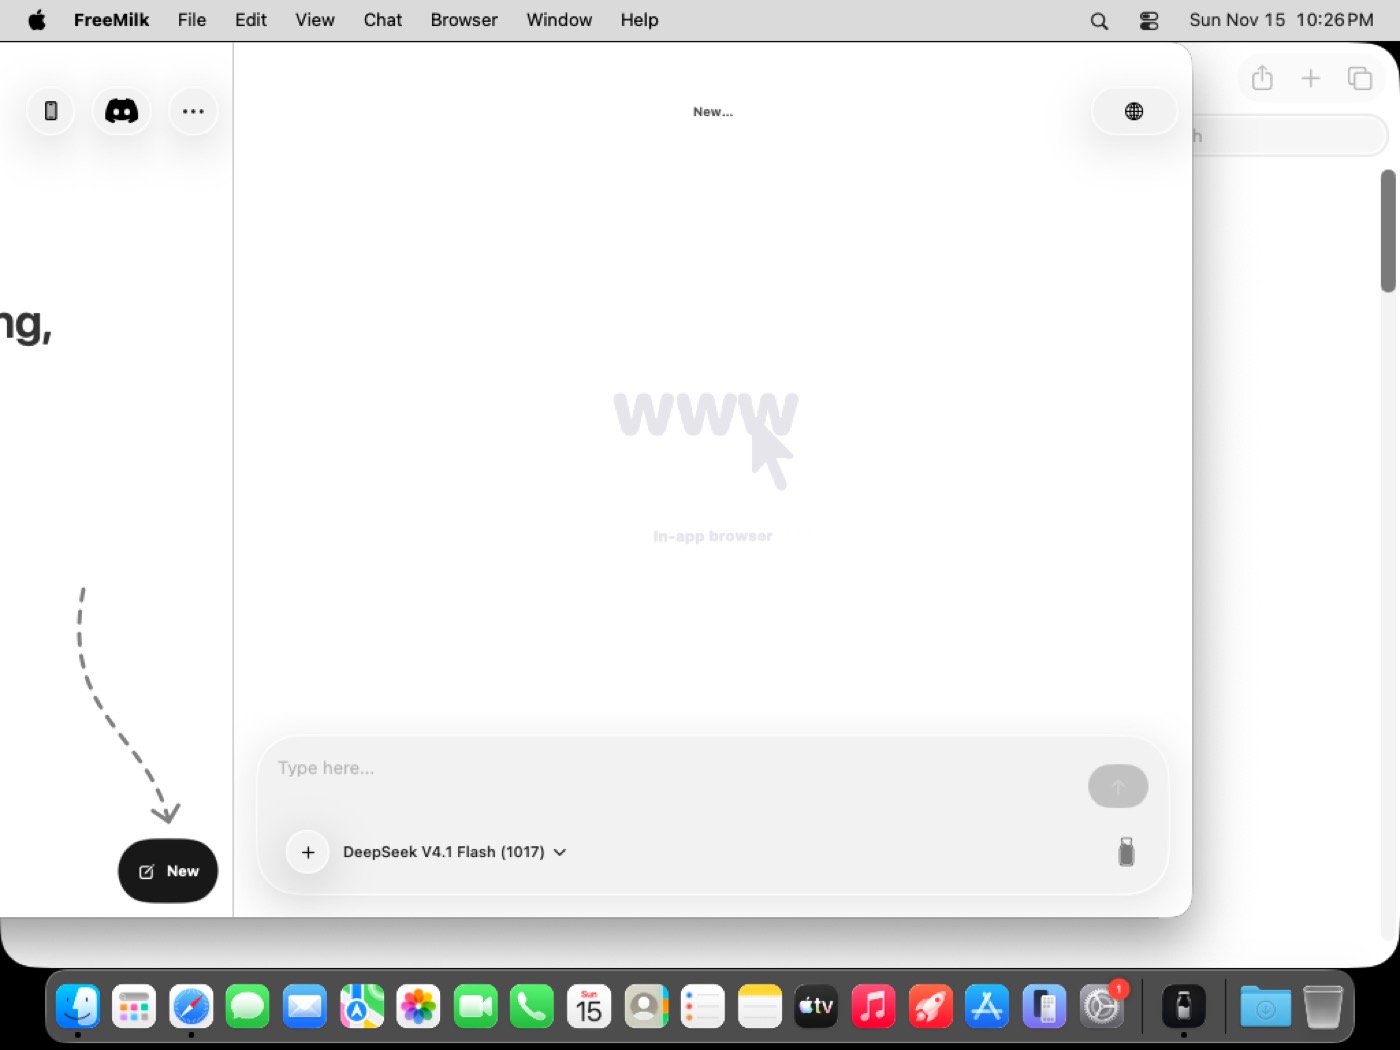 FreeMilk File Edit View Chat Browser Window Help Sun Nov 15 10:26 PM
New...
h
ng,
www
In-app browser
Type here...
New
DeepSeek V4.1 Flash (1017)
Sun
15
tv
1